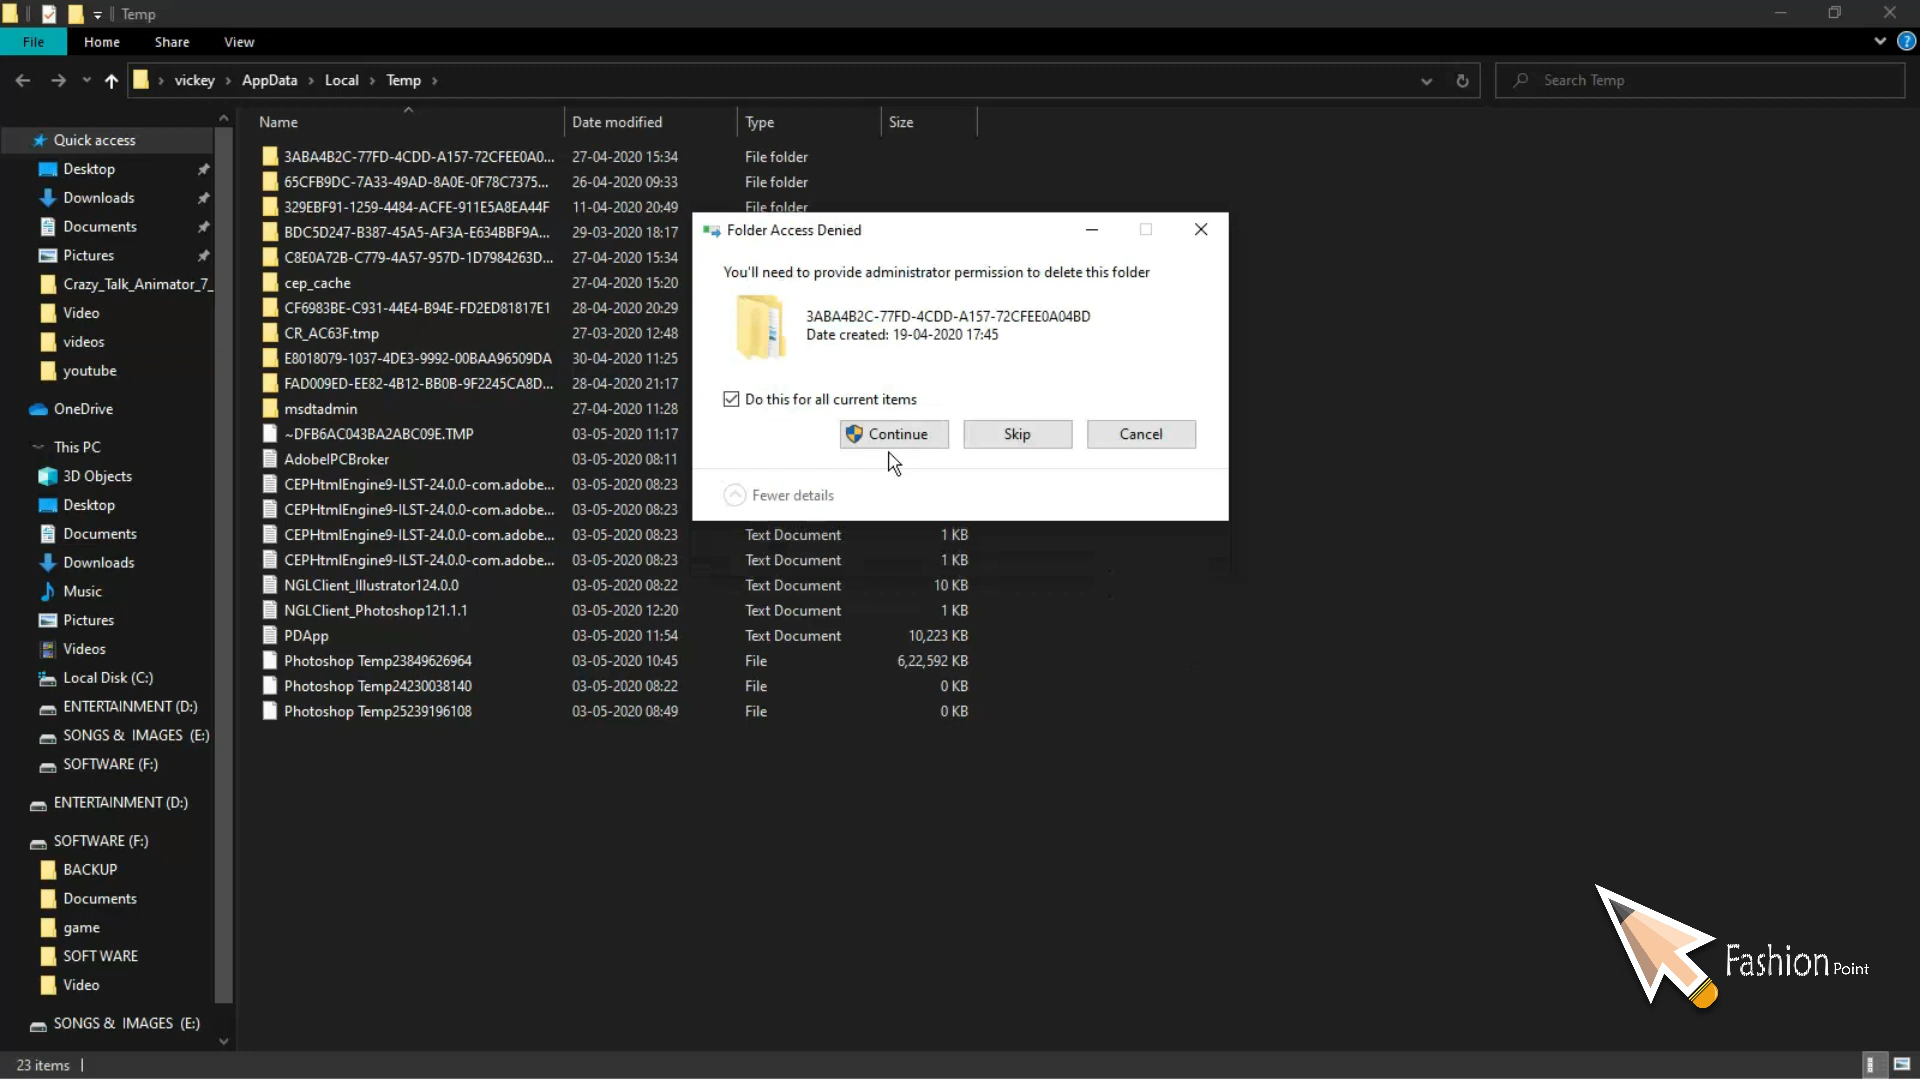 Temp
File Home Share View
vickey AppData Local Temp Search Temp
Name Date modified Type Size
Quick access
Desktop
Downloads
Documents
Pictures
Crazy_Talk_Animator_7_
Video
videos
youtube
OneDrive
This PC
3D Objects
Desktop
Documents
Downloads
Music
Pictures
Videos
Local Disk (C:)
ENTERTAINMENT (D:)
SONGS & IMAGES (E:)
SOFTWARE (F:)
ENTERTAINMENT (D:)
SOFTWARE (F:)
BACKUP
Documents
game
SOFT WARE
Video
SONGS & IMAGES (E:)
3ABA4B2C-77FD-4CDD-A157-72CFEE0A0... 27-04-2020 15:34 File folder
65CFB9DC-7A33-49AD-8A0E-0F78C7375... 26-04-2020 09:33 File folder
329EBF91-1259-4484-ACFE-911E5A8EA44F 11-04-2020 20:49 File folder
BDC5D247-B387-45A5-AF3A-E634BBF9A... 29-03-2020 18:17
C8E0A72B-C779-4A57-957D-1D7984263D... 27-04-2020 15:34
cep_cache 27-04-2020 15:20
CF6983BE-C931-44E4-B94E-FD2ED81817E1 28-04-2020 20:29
CR_AC63F.tmp 27-03-2020 12:48
E8018079-1037-4DE3-9992-00BAA96509DA 30-04-2020 11:25
FAD009ED-EE82-4B12-BB0B-9F2245CA8D... 28-04-2020 21:17
msdtadmin 27-04-2020 11:28
~DFB6AC043BA2ABC09E.TMP 03-05-2020 11:17
AdobeIPCBroker 03-05-2020 08:11
CEPHtmlEngine9-ILST-24.0.0-com.adobe... 03-05-2020 08:23
CEPHtmlEngine9-ILST-24.0.0-com.adobe... 03-05-2020 08:23
CEPHtmlEngine9-ILST-24.0.0-com.adobe... 03-05-2020 08:23 Text Document 1 KB
CEPHtmlEngine9-ILST-24.0.0-com.adobe... 03-05-2020 08:23 Text Document 1 KB
NGLClient_Illustrator124.0.0 03-05-2020 08:22 Text Document 10 KB
NGLClient_Photoshop121.1.1 03-05-2020 12:20 Text Document 1 KB
PDApp 03-05-2020 11:54 Text Document 10,223 KB
Photoshop Temp23849626964 03-05-2020 10:45 File 6,22,592 KB
Photoshop Temp24230038140 03-05-2020 08:22 File 0 KB
Photoshop Temp25239196108 03-05-2020 08:49 File 0 KB
Folder Access Denied
You'll need to provide administrator permission to delete this folder
3ABA4B2C-77FD-4CDD-A157-72CFEE0A04BD
Date created: 19-04-2020 17:45
Do this for all current items
Continue Skip Cancel
Fewer details
Fashion Point
23 items